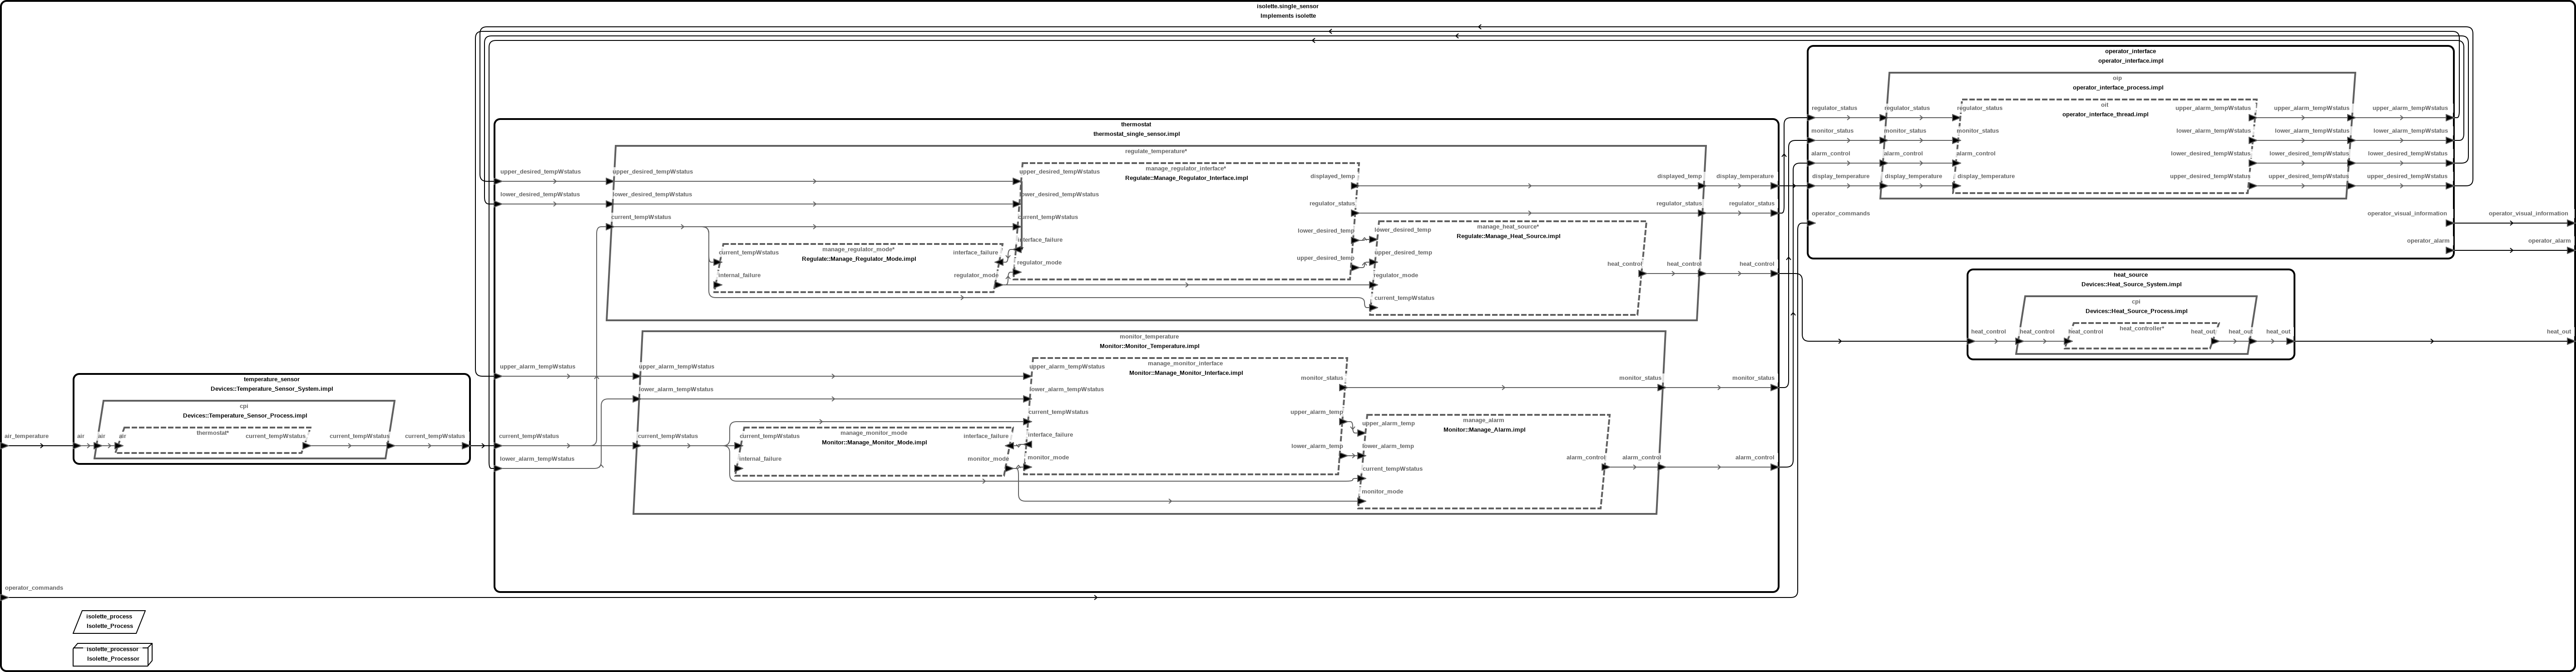 isolette.single_sensor
Implements isolette
operator_interface
operator_interface.impl
oip
operator_interface_process.impl
oit
operator_interface_thread.impl
regulator_status
regulator_status
regulator_status
upper_alarm_tempWstatus
upper_alarm_tempWstatus
upper_alarm_tempWstatus
monitor_status
monitor_status
monitor_status
lower_alarm_tempWstatus
lower_alarm_tempWstatus
lower_alarm_tempWstatus
alarm_control
alarm_control
alarm_control
lower_desired_tempWstatus
lower_desired_tempWstatus
lower_desired_tempWstatus
display_temperature
display_temperature
display_temperature
upper_desired_tempWstatus
upper_desired_tempWstatus
upper_desired_tempWstatus
operator_commands
operator_visual_information
operator_visual_information
operator_alarm
operator_alarm
thermostat
thermostat_single_sensor.impl
regulate_temperature*
manage_regulator_interface*
Regulate::Manage_Regulator_Interface.impl
upper_desired_tempWstatus
upper_desired_tempWstatus
upper_desired_tempWstatus
displayed_temp
displayed_temp
display_temperature
lower_desired_tempWstatus
lower_desired_tempWstatus
lower_desired_tempWstatus
regulator_status
regulator_status
regulator_status
current_tempWstatus
current_tempWstatus
interface_failure
regulator_mode
lower_desired_temp
upper_desired_temp
manage_regulator_mode*
Regulate::Manage_Regulator_Mode.impl
current_tempWstatus
internal_failure
interface_failure
regulator_mode
manage_heat_source*
Regulate::Manage_Heat_Source.impl
lower_desired_temp
upper_desired_temp
regulator_mode
current_tempWstatus
heat_control
heat_control
heat_control
heat_source
Devices::Heat_Source_System.impl
cpi
Devices::Heat_Source_Process.impl
heat_controller*
heat_control
heat_control
heat_control
heat_out
heat_out
heat_out
heat_out
monitor_temperature
Monitor::Monitor_Temperature.impl
manage_monitor_interface
Monitor::Manage_Monitor_Interface.impl
upper_alarm_tempWstatus
upper_alarm_tempWstatus
upper_alarm_tempWstatus
monitor_status
monitor_status
monitor_status
lower_alarm_tempWstatus
lower_alarm_tempWstatus
current_tempWstatus
interface_failure
monitor_mode
upper_alarm_temp
lower_alarm_temp
manage_monitor_mode
Monitor::Manage_Monitor_Mode.impl
current_tempWstatus
internal_failure
interface_failure
monitor_mode
manage_alarm
Monitor::Manage_Alarm.impl
upper_alarm_temp
lower_alarm_temp
current_tempWstatus
monitor_mode
alarm_control
alarm_control
alarm_control
current_tempWstatus
current_tempWstatus
lower_alarm_tempWstatus
temperature_sensor
Devices::Temperature_Sensor_System.impl
cpi
Devices::Temperature_Sensor_Process.impl
thermostat*
air_temperature
air
air
air
current_tempWstatus
current_tempWstatus
current_tempWstatus
operator_commands
isolette_process
Isolette_Process
isolette_processor
Isolette_Processor